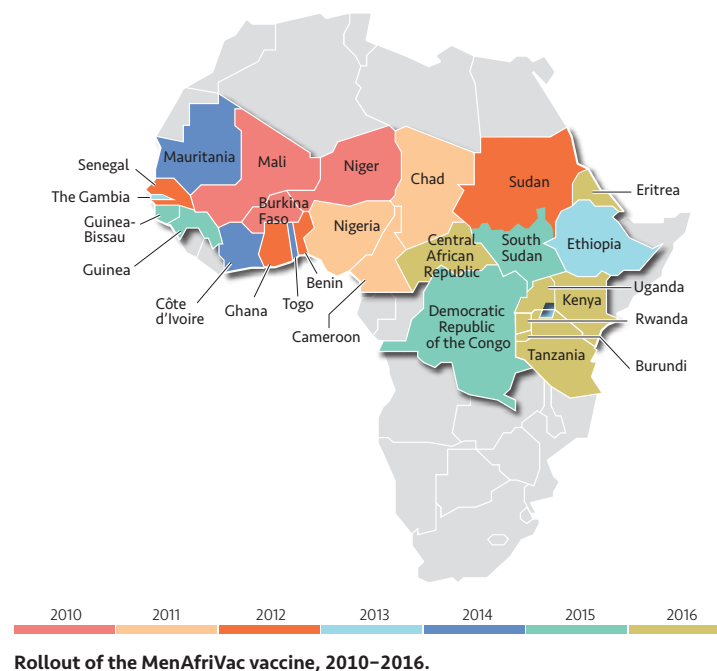 Mauritania
Mali
Niger
Chad
Sudan
Eritrea
Senegal
The Gambia
Guinea-
Bissau
Guinea
Burkina
Faso
Nigeria
Central
African
Republic
South
Sudan
Ethiopia
Côte
d'Ivoire
Ghana
Togo
Benin
Cameroon
Democratic
Republic
of the Congo
Uganda
Kenya
Rwanda
Tanzania
Burundi
2010
2011
2012
2013
2014
2015
2016
Rollout of the MenAfriVac vaccine, 2010–2016.